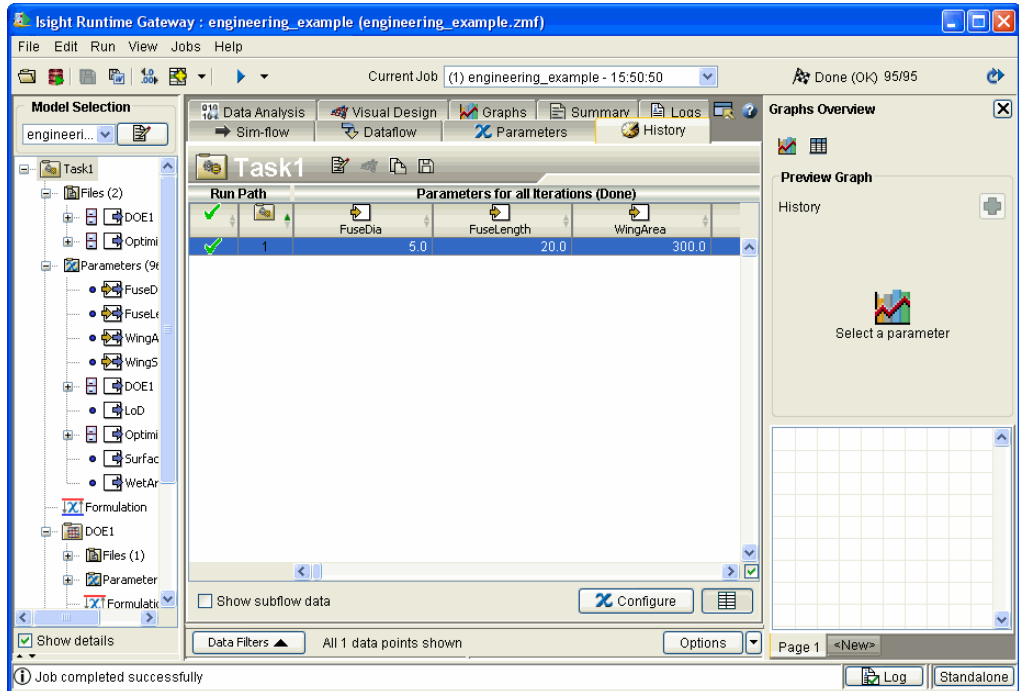 Isight Runtime Gateway : engineering_example (engineering_example.zmf)
File Edit Run View Jobs Help
Current Job (1) engineering_example - 15:50:50
Done (OK) 95/95
Model Selection
engineeri...
Task1
Files (2)
DOE1
Optimi
Parameters (96
FuseD
FuseLe
WingA
WingS
DOE1
LoD
Optimi
Surfac
WetAr
Formulation
DOE1
Files (1)
Parameter
Formulatic
Show details
Data Analysis Visual Design Graphs Summary Logs
Sim-flow Dataflow Parameters History
Task1
Run Path Parameters for all Iterations (Done)
FuseDia FuseLength WingArea
1 5.0 20.0 300.0
Show subflow data
Configure
Data Filters All 1 data points shown Options
Graphs Overview
Preview Graph
History
Select a parameter
Page 1 <New>
Job completed successfully
Log Standalone